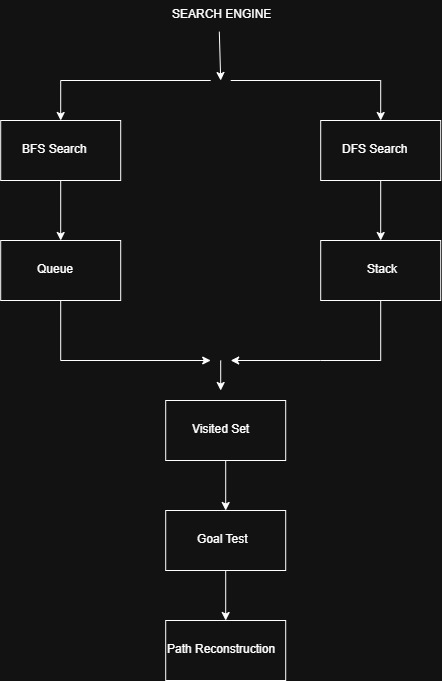 SEARCH ENGINE
BFS Search
DFS Search
Queue
Stack
Visited Set
Goal Test
Path Reconstruction